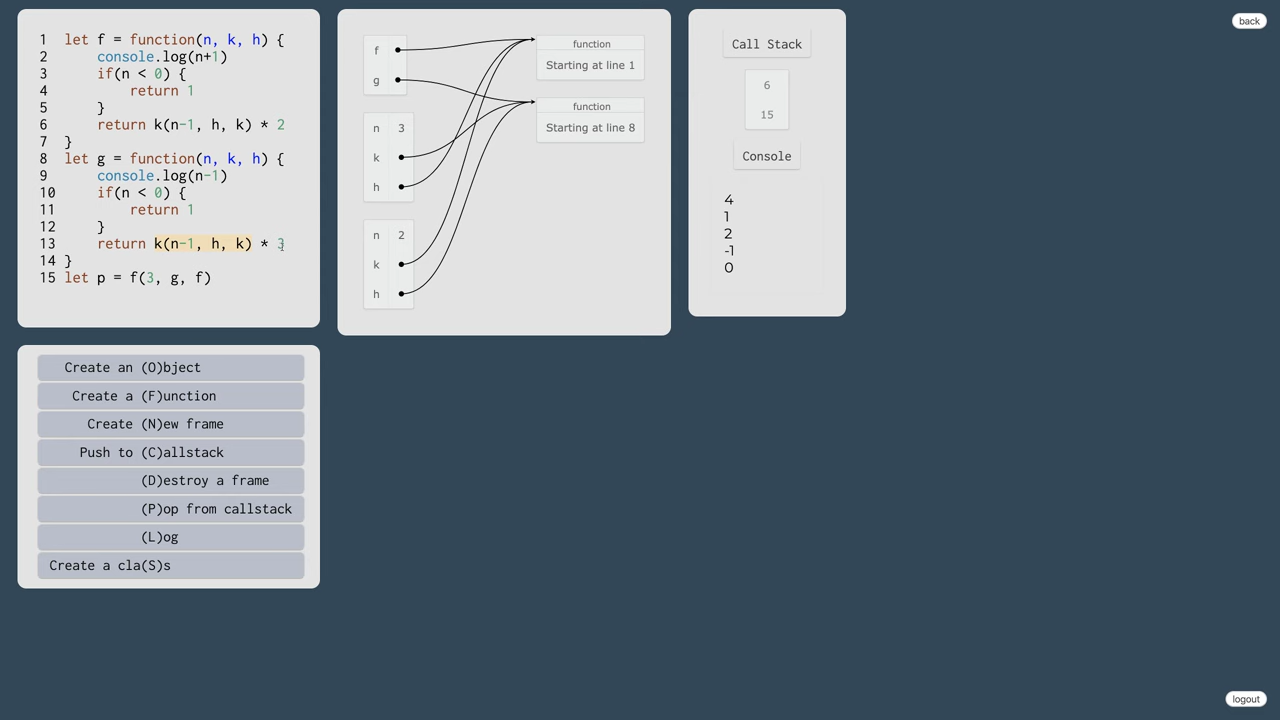 back
1 let f = function(n, k, h) {
2 console.log(n+1)
3 if(n < 0) {
4 return 1
5 }
6 return k(n-1, h, k) * 2
7 }
8 let g = function(n, k, h) {
9 console.log(n-1)
10 if(n < 0) {
11 return 1
12 }
13 return k(n-1, h, k) * 3
14 }
15 let p = f(3, g, f)
f
g
n 3
k
h
n 2
k
h
function
Starting at line 1
function
Starting at line 8
Call Stack
6
15
Console
4
1
2
-1
0
Create an (O)bject
Create a (F)unction
Create (N)ew frame
Push to (C)allstack
(D)estroy a frame
(P)op from callstack
(L)og
Create a cla(S)s
logout